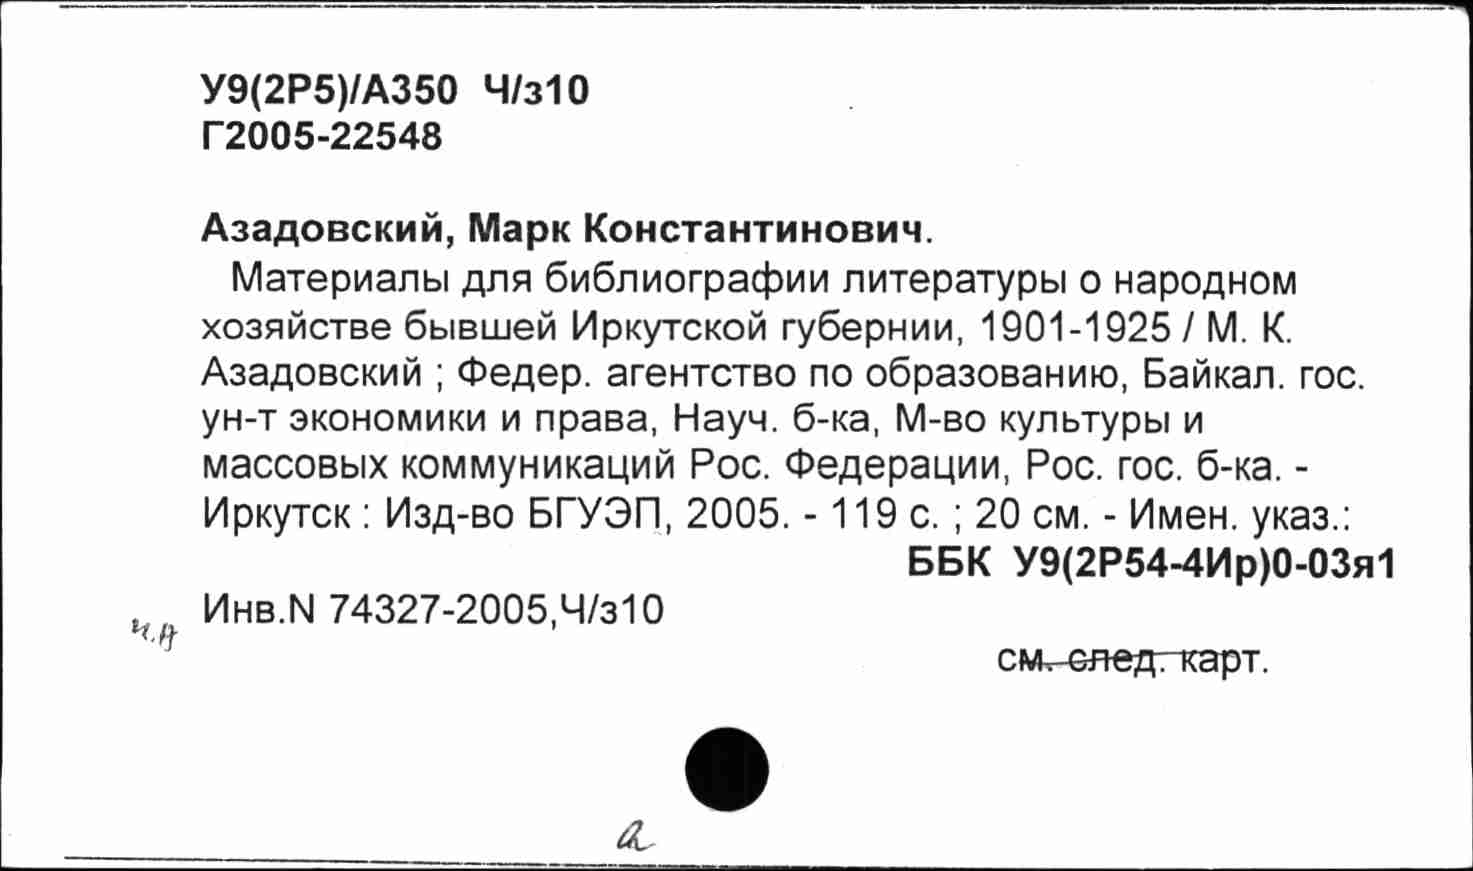 У9(2Р5)/А350 Ч/з10
Г2005-22548
Азадовский, Марк Константинович.
Материалы для библиографии литературы о народном
хозяйстве бывшей Иркутской губернии, 1901-1925 / М. К.
Азадовский ; Федер. агентство по образованию, Байкал. гос.
ун-т экономики и права, Науч. б-ка, М-во культуры и
массовых коммуникаций Рос. Федерации, Рос. гос. б-ка. -
Иркутск : Изд-во БГУЭП, 2005. - 119 с. ; 20 см. - Имен. указ.:
ББК У9(2Р54-4Ир)0-03я1
Инв.N 74327-2005,Ч/з10
см. след. карт.